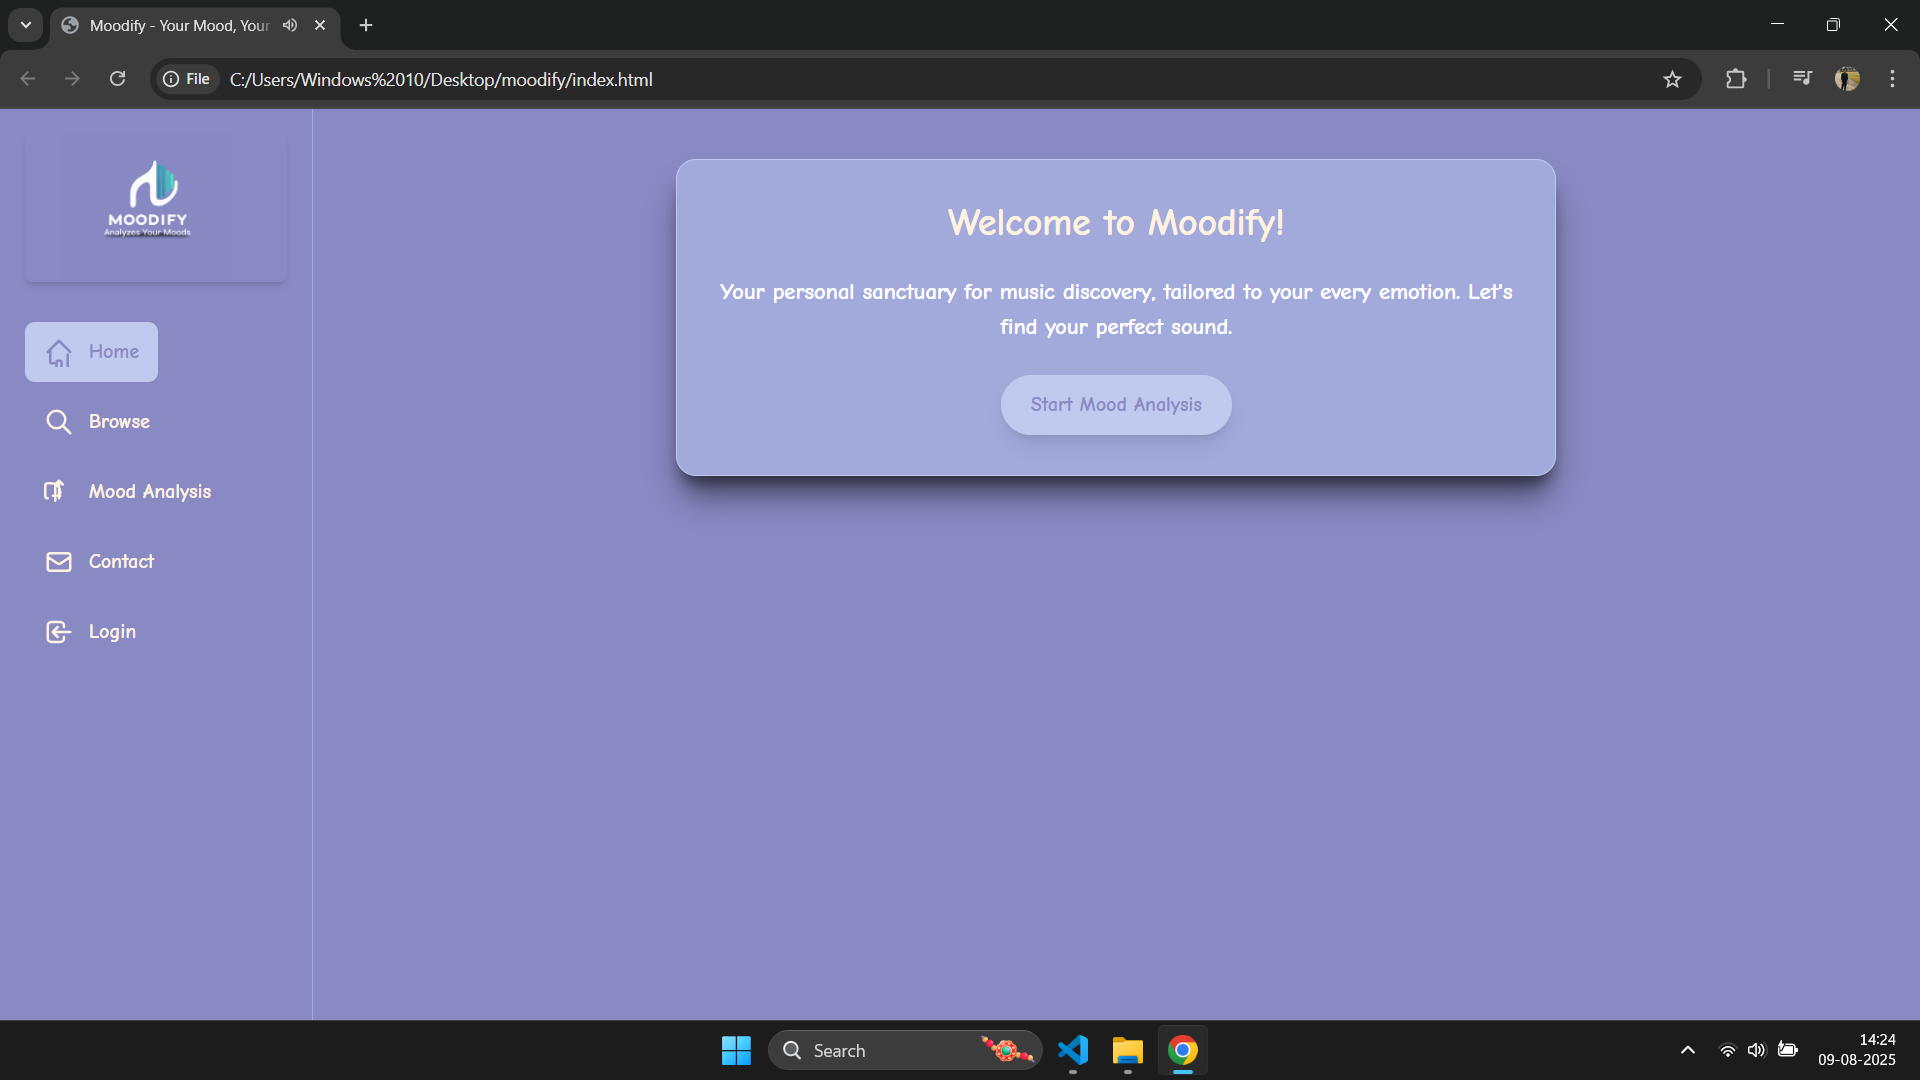 Moodify - Your Mood, Your
File
C:/Users/Windows%2010/Desktop/moodify/index.html
MOODIFY
Analyzes Your Moods
Home
Browse
Mood Analysis
Contact
Login
Welcome to Moodify!
Your personal sanctuary for music discovery, tailored to your every emotion. Let's
find your perfect sound.
Start Mood Analysis
Search
14:24
09-08-2025